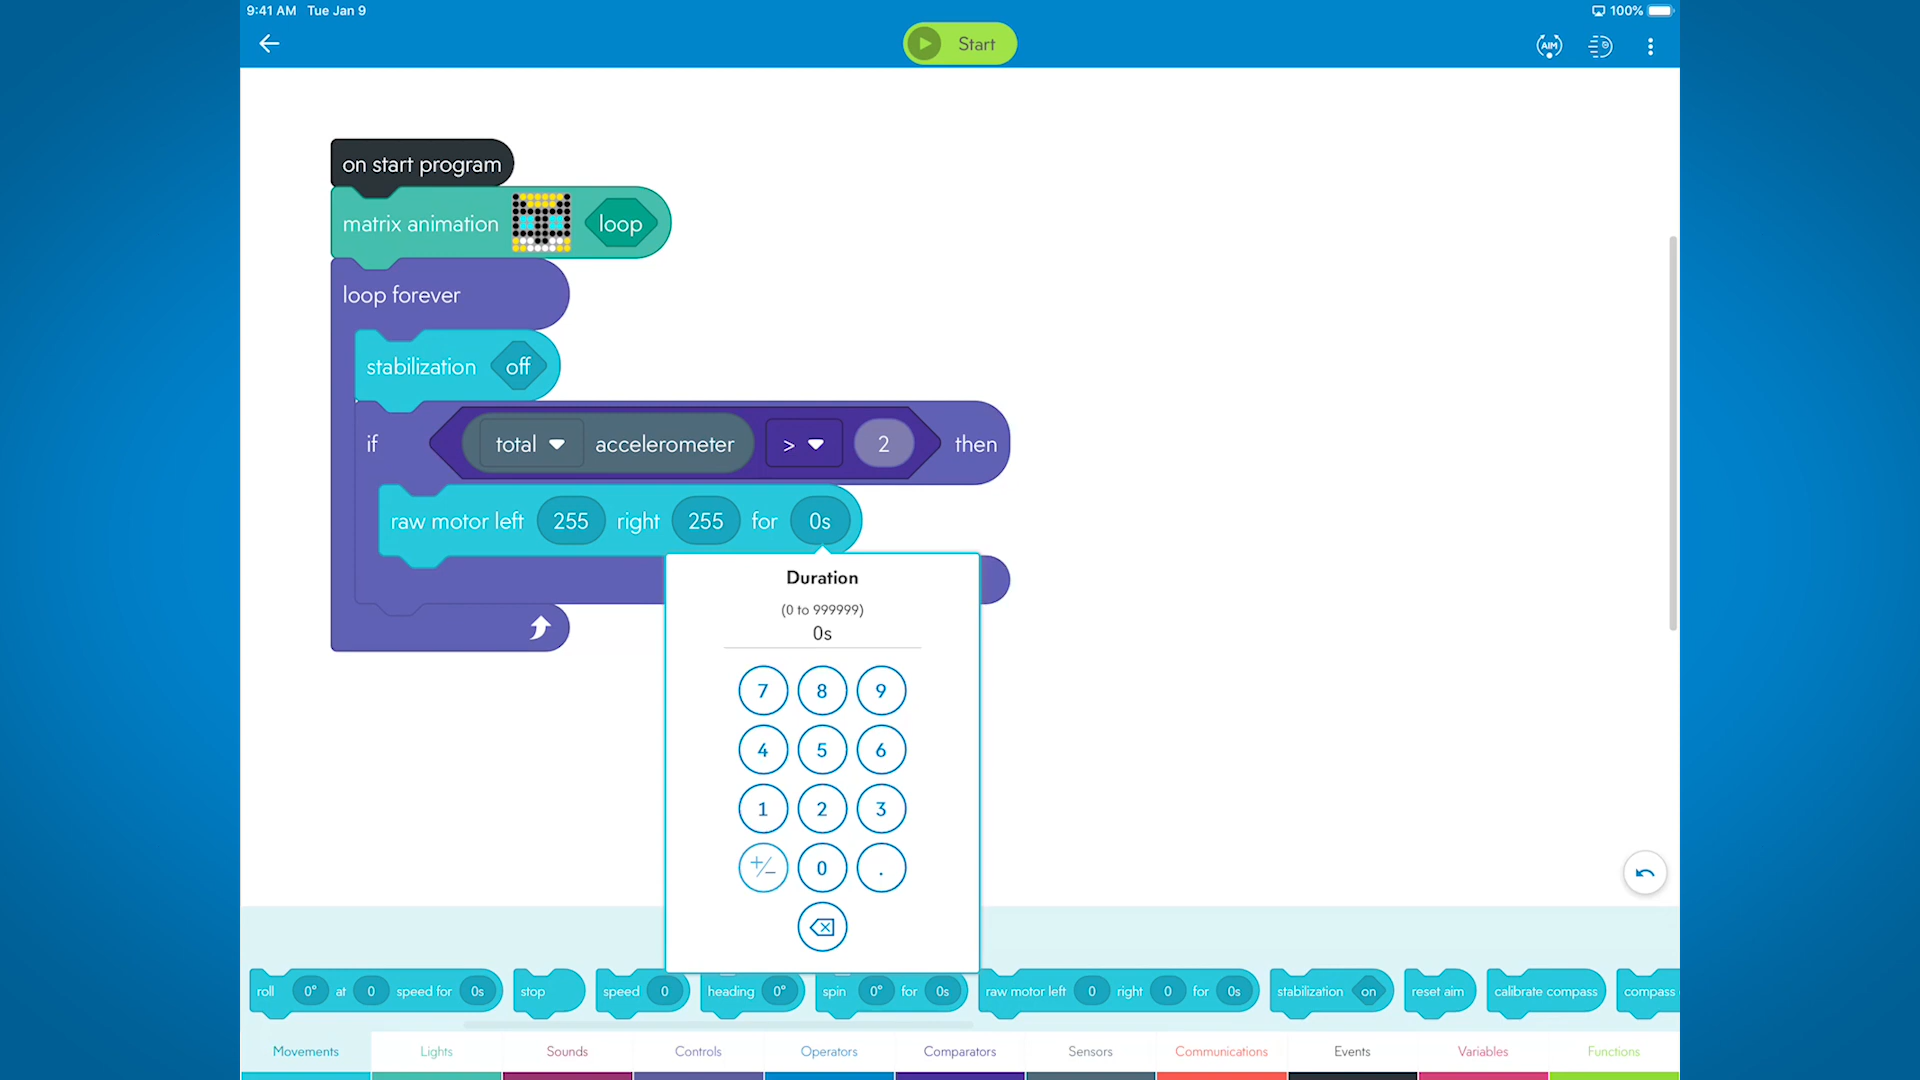 9:41 AM Tue Jan 9
100%
Start
AIM
on start program
matrix animation loop
loop forever
stabilization off
if total accelerometer > 2 then
raw motor left 255 right 255 for 0s
Duration
(0 to 999999)
0s
7 8 9
4 5 6
1 2 3
+/- 0 .
roll 0° at 0 speed for 0s stop speed 0 heading 0° spin 0° for 0s raw motor left 0 right 0 for 0s stabilization on reset aim calibrate compass compass
Movements Lights Sounds Controls Operators Comparators Sensors Communications Events Variables Functions